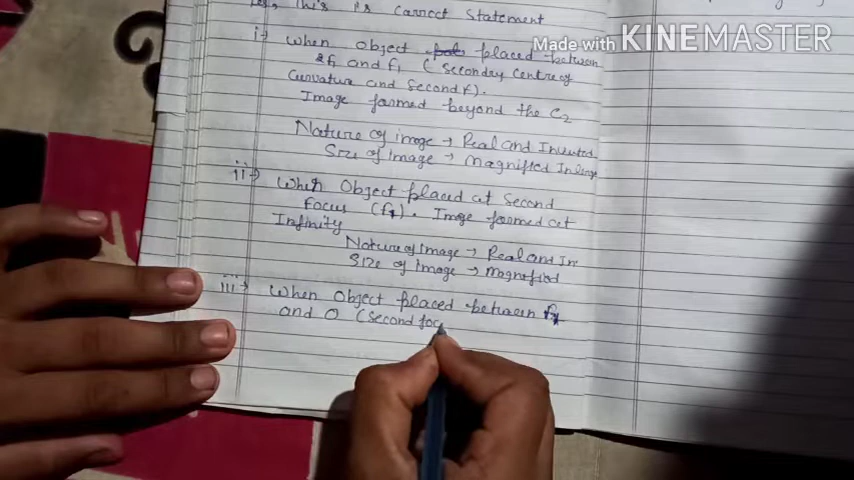 This is Correct Statement
Made with KINEMASTER
i) When object placed between
2f1 and f1 (Secondary Centre of
Curvature and Second f).
Image formed beyond the C2
Nature of image → Real and Inverted
Size of image → Magnified
ii) When Object placed at Second
focus (f1). Image formed at
Infinity
Nature of Image → Real and In
Size of image → Magnified
iii) When Object placed between f1
and O (Second foc